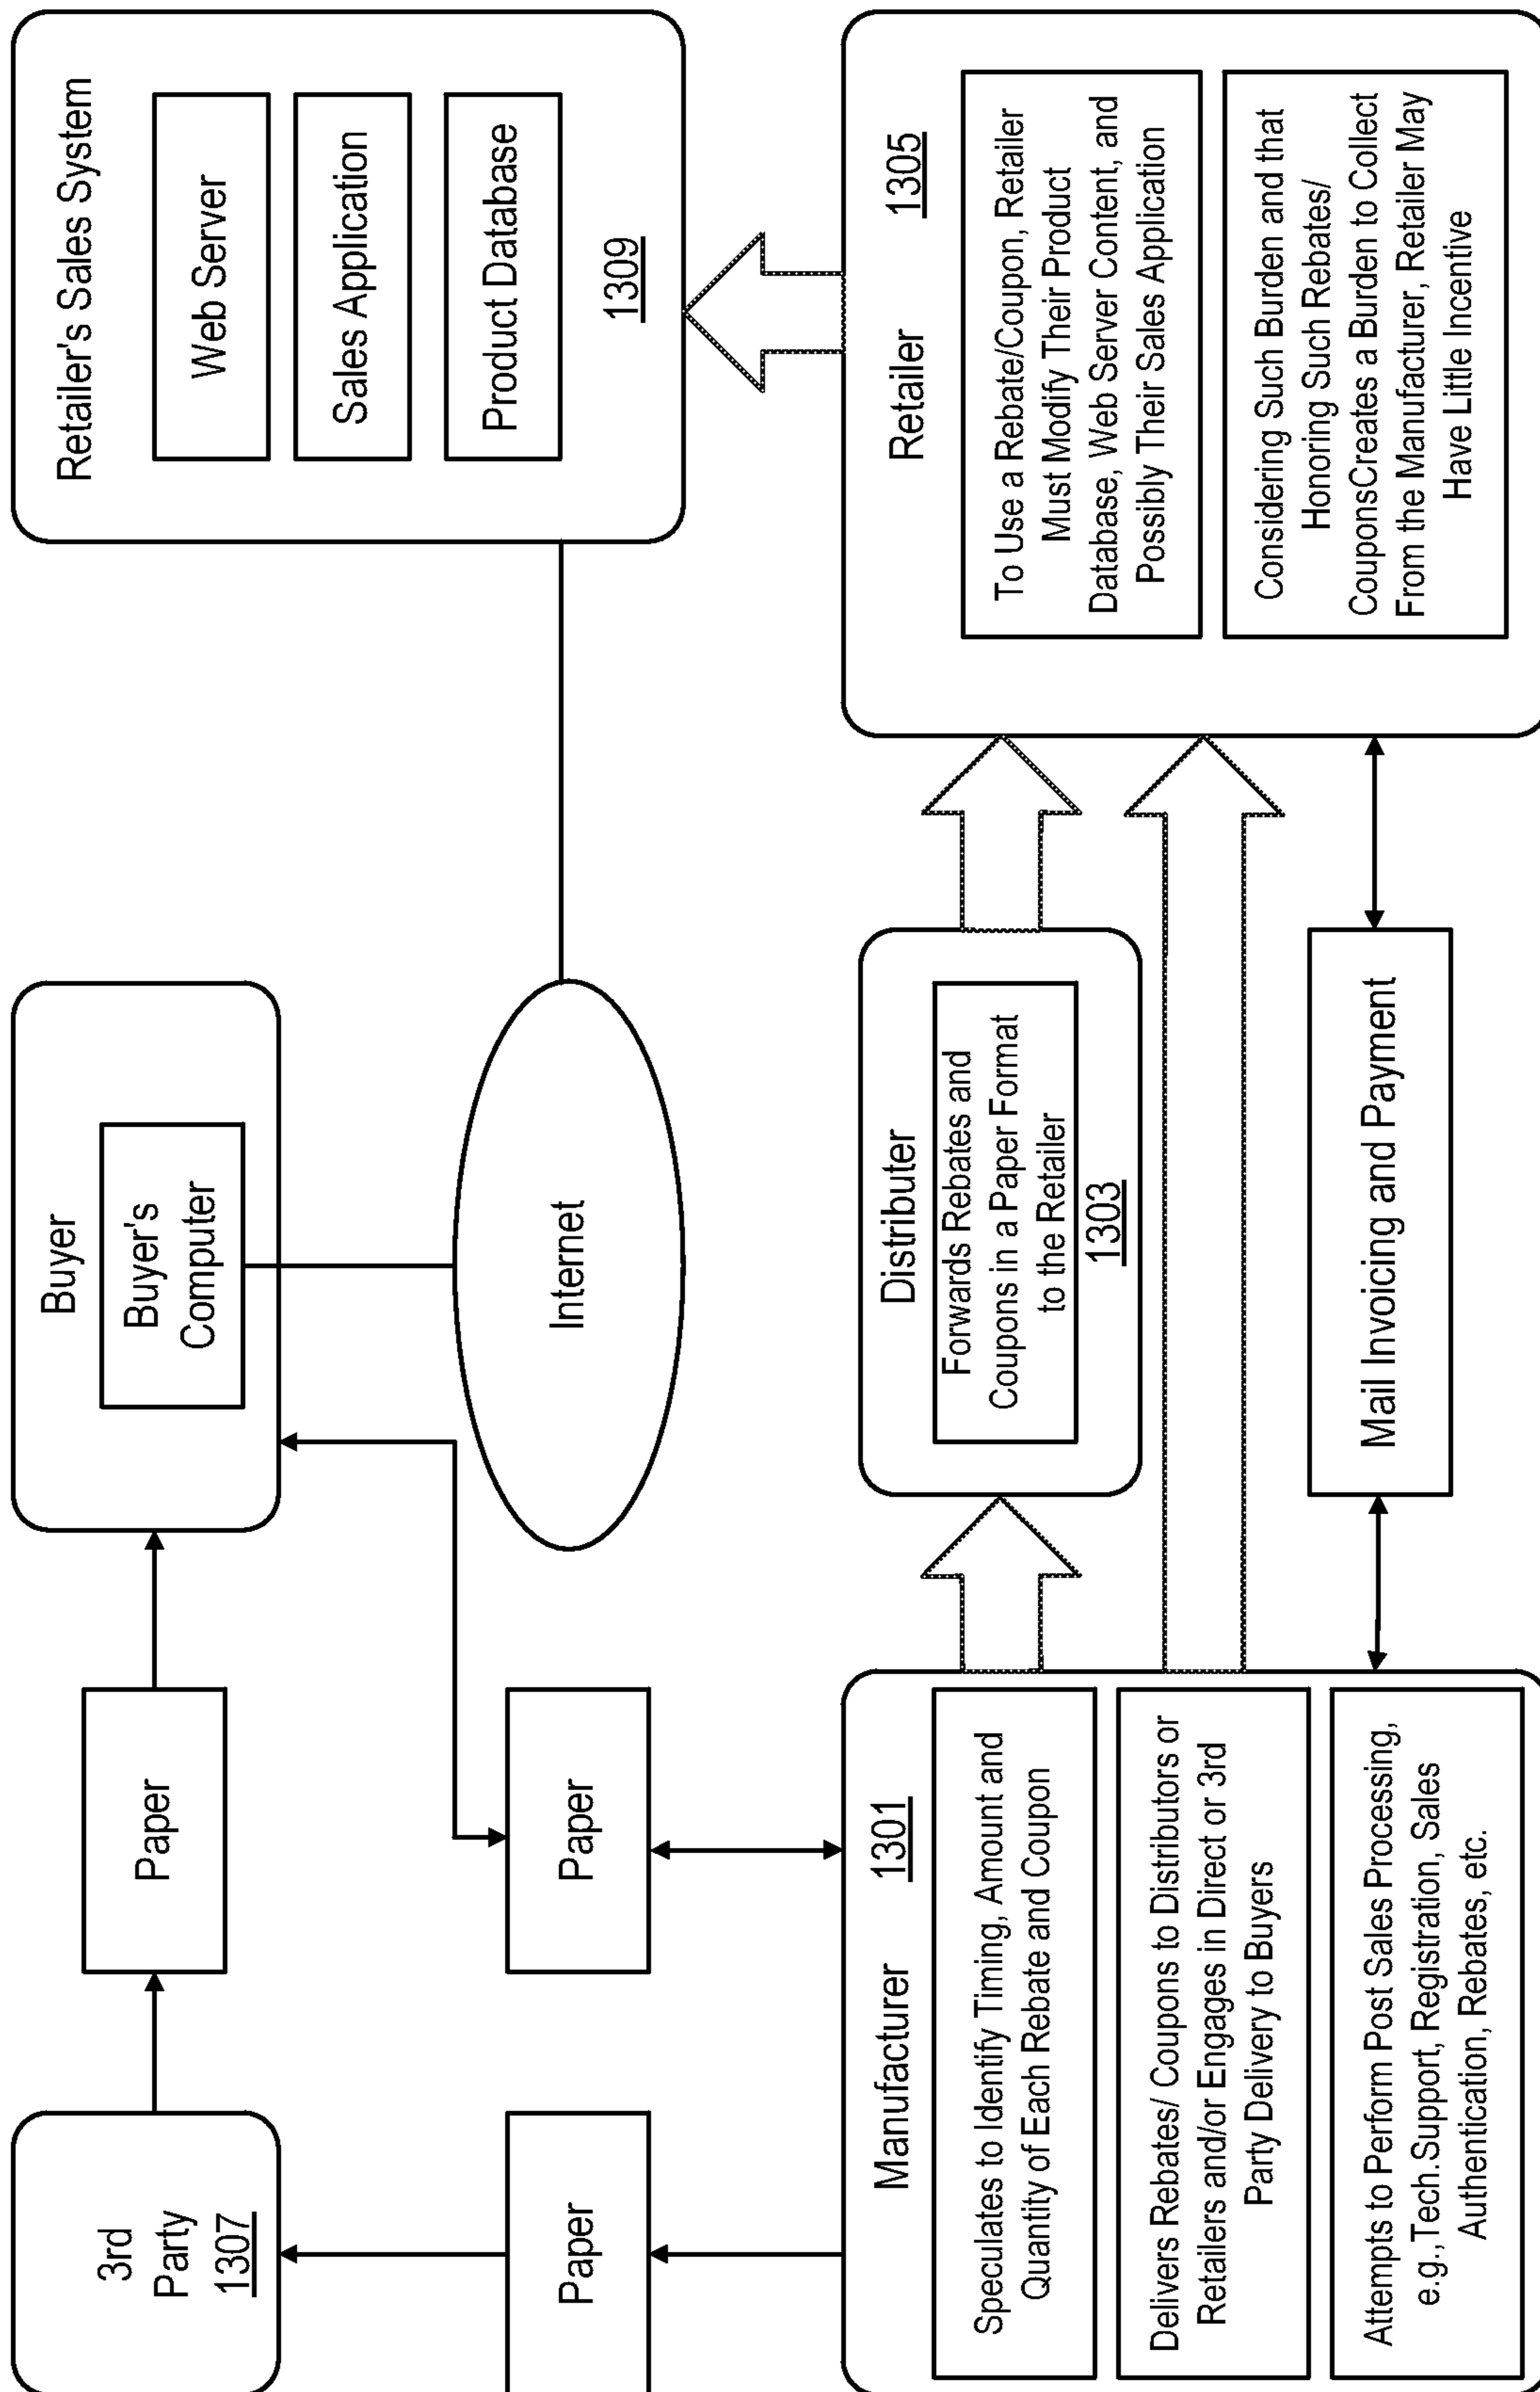 3rd
Party
1307
Paper
Buyer
Buyer's
Computer
Retailer's Sales System
Web Server
Sales Application
Product Database
1309
Paper
Paper
Internet
Manufacturer 1301
Speculates to Identify Timing, Amount and
Quantity of Each Rebate and Coupon
Delivers Rebates/ Coupons to Distributors or
Retailers and/or Engages in Direct or 3rd
Party Delivery to Buyers
Attempts to Perform Post Sales Processing,
e.g.,Tech.Support, Registration, Sales
Authentication, Rebates, etc.
Distributer
Forwards Rebates and
Coupons in a Paper Format
to the Retailer
1303
Mail Invoicing and Payment
Retailer 1305
To Use a Rebate/Coupon, Retailer
Must Modify Their Product
Database, Web Server Content, and
Possibly Their Sales Application
Considering Such Burden and that
Honoring Such Rebates/
CouponsCreates a Burden to Collect
From the Manufacturer, Retailer May
Have Little Incentive